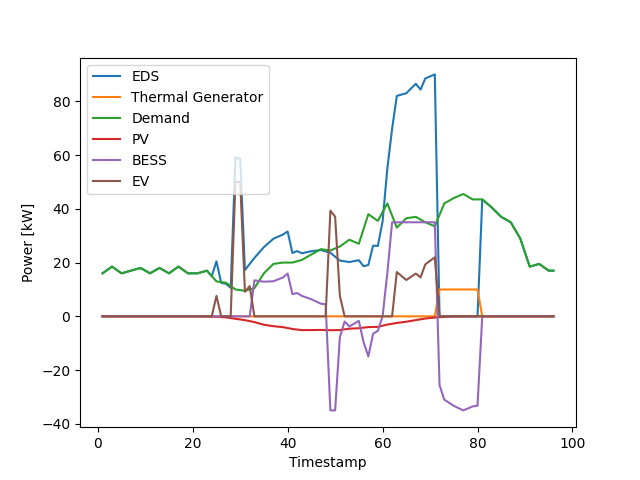 EDS
Thermal Generator
Demand
PV
BESS
EV
80
60
40
20
0
−20
−40
Power [kW]
0 20 40 60 80 100
Timestamp